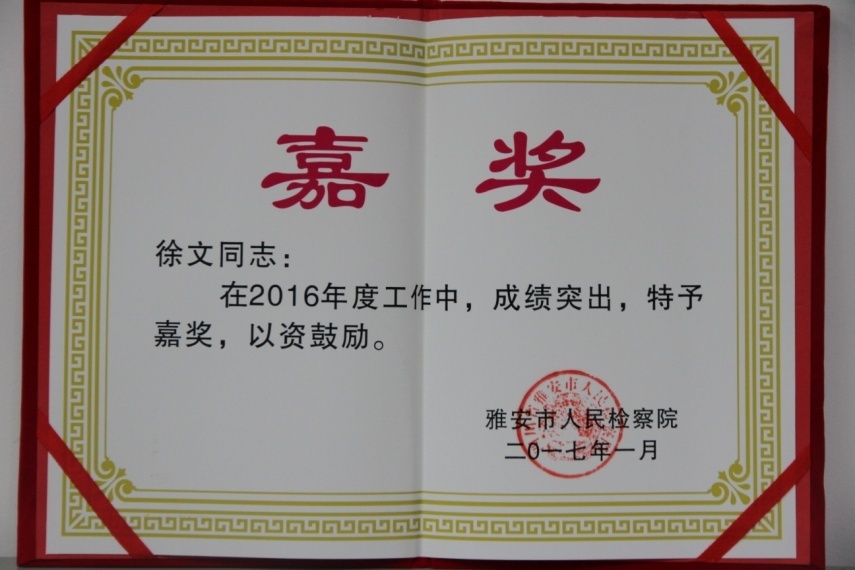 嘉 奖
徐文同志：
在2016年度工作中，成绩突出，特予
嘉奖，以资鼓励。
雅安市人民检察院
二〇一七年一月